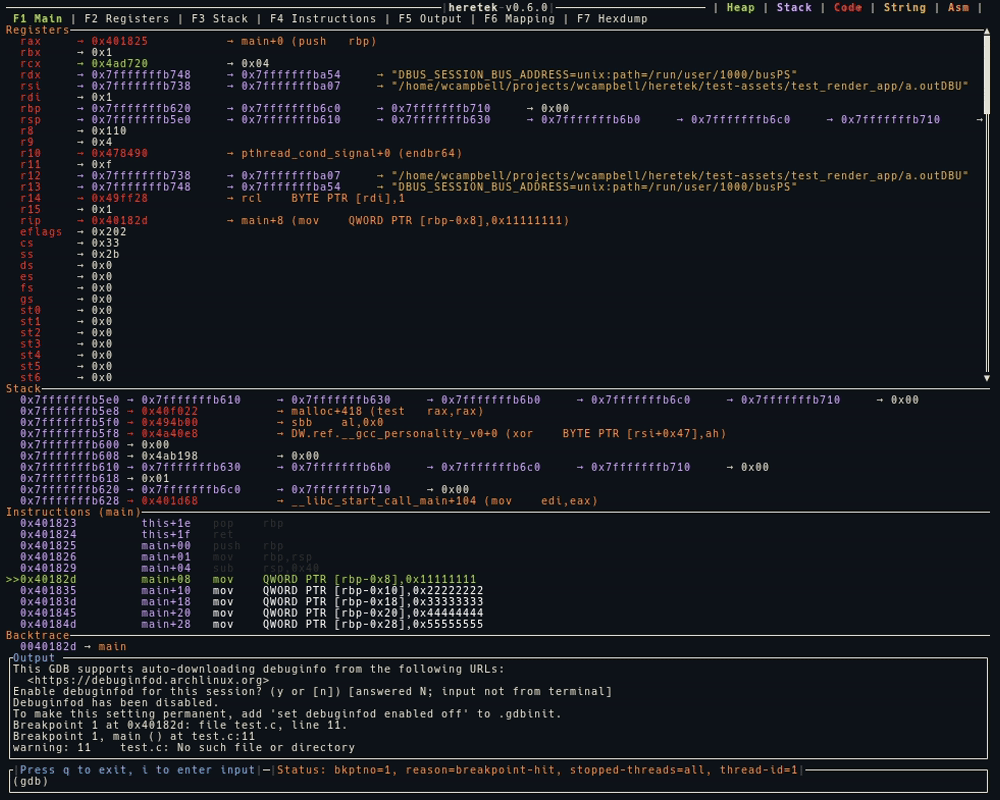 heretek v0.6.0 | Heap | Stack | Code | String | Asm |
F1 Main | F2 Registers | F3 Stack | F4 Instructions | F5 Output | F6 Mapping | F7 Hexdump
Registers
rax → 0x401825 → main+0 (push rbp)
rbx → 0x1
rcx → 0x4ad720 → 0x04
rdx → 0x7fffffffb748 → 0x7fffffffba54 → "DBUS_SESSION_BUS_ADDRESS=unix:path=/run/user/1000/busPS"
rsi → 0x7fffffffb738 → 0x7fffffffba07 → "/home/wcampbell/projects/wcampbell/heretek/test-assets/test_render_app/a.outDBU"
rdi → 0x1
rbp → 0x7fffffffb620 → 0x7fffffffb6c0 → 0x7fffffffb710 → 0x00
rsp → 0x7fffffffb5e0 → 0x7fffffffb610 → 0x7fffffffb630 → 0x7fffffffb6b0 → 0x7fffffffb6c0 → 0x7fffffffb710 →
r8 → 0x110
r9 → 0x4
r10 → 0x478490 → pthread_cond_signal+0 (endbr64)
r11 → 0xf
r12 → 0x7fffffffb738 → 0x7fffffffba07 → "/home/wcampbell/projects/wcampbell/heretek/test-assets/test_render_app/a.outDBU"
r13 → 0x7fffffffb748 → 0x7fffffffba54 → "DBUS_SESSION_BUS_ADDRESS=unix:path=/run/user/1000/busPS"
r14 → 0x49ff28 → rcl BYTE PTR [rdi],1
r15 → 0x1
rip → 0x40182d → main+8 (mov QWORD PTR [rbp-0x8],0x11111111)
eflags → 0x202
cs → 0x33
ss → 0x2b
ds → 0x0
es → 0x0
fs → 0x0
gs → 0x0
st0 → 0x0
st1 → 0x0
st2 → 0x0
st3 → 0x0
st4 → 0x0
st5 → 0x0
st6 → 0x0
Stack
0x7fffffffb5e0 → 0x7fffffffb610 → 0x7fffffffb630 → 0x7fffffffb6b0 → 0x7fffffffb6c0 → 0x7fffffffb710 → 0x00
0x7fffffffb5e8 → 0x40f022 → malloc+418 (test rax,rax)
0x7fffffffb5f0 → 0x494b00 → sbb al,0x0
0x7fffffffb5f8 → 0x4a40e8 → DW.ref.__gcc_personality_v0+0 (xor BYTE PTR [rsi+0x47],ah)
0x7fffffffb600 → 0x00
0x7fffffffb608 → 0x4ab198 → 0x00
0x7fffffffb610 → 0x7fffffffb630 → 0x7fffffffb6b0 → 0x7fffffffb6c0 → 0x7fffffffb710 → 0x00
0x7fffffffb618 → 0x01
0x7fffffffb620 → 0x7fffffffb6c0 → 0x7fffffffb710 → 0x00
0x7fffffffb628 → 0x401d68 → __libc_start_call_main+104 (mov edi,eax)
Instructions (main)
0x401823 this+1e pop rbp
0x401824 this+1f ret
0x401825 main+00 push rbp
0x401826 main+01 mov rbp,rsp
0x401829 main+04 sub rsp,0x40
>>0x40182d main+08 mov QWORD PTR [rbp-0x8],0x11111111
0x401835 main+10 mov QWORD PTR [rbp-0x10],0x22222222
0x40183d main+18 mov QWORD PTR [rbp-0x18],0x33333333
0x401845 main+20 mov QWORD PTR [rbp-0x20],0x44444444
0x40184d main+28 mov QWORD PTR [rbp-0x28],0x55555555
Backtrace
0040182d → main
Output
This GDB supports auto-downloading debuginfo from the following URLs:
<https://debuginfod.archlinux.org>
Enable debuginfod for this session? (y or [n]) [answered N; input not from terminal]
Debuginfod has been disabled.
To make this setting permanent, add 'set debuginfod enabled off' to .gdbinit.
Breakpoint 1 at 0x40182d: file test.c, line 11.
Breakpoint 1, main () at test.c:11
warning: 11 test.c: No such file or directory
|Press q to exit, i to enter input|—|Status: bkptno=1, reason=breakpoint-hit, stopped-threads=all, thread-id=1|
(gdb)